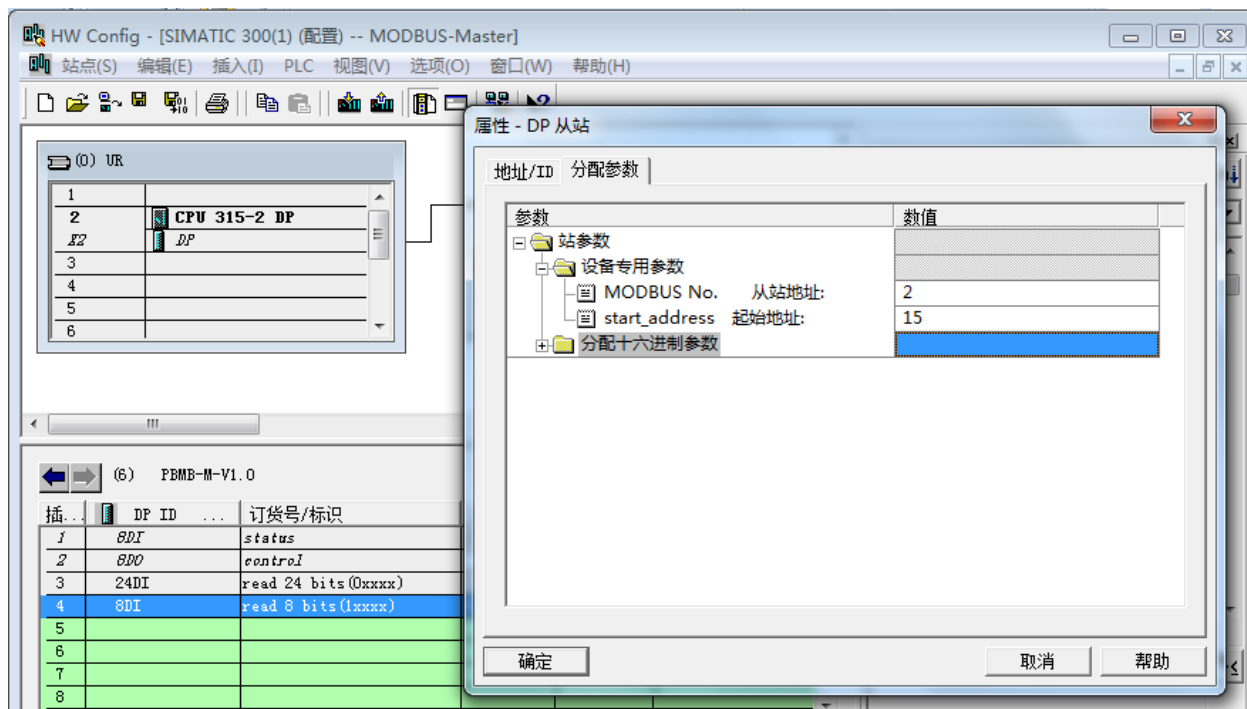 HW Config - [SIMATIC 300(1) (配置) -- MODBUS-Master]
站点(S) 编辑(E) 插入(I) PLC 视图(V) 选项(O) 窗口(W) 帮助(H)
(0) UR
1
2 CPU 315-2 DP
E2 DP
3
4
5
6
属性 - DP 从站
地址/ID 分配参数
参数 数值
站参数
设备专用参数
MODBUS No. 从站地址: 2
start_address 起始地址: 15
分配十六进制参数
(6) PBMB-M-V1.0
插... DP ID ... 订货号/标识
1 8DI status
2 8DO control
3 24DI read 24 bits(0xxxx)
4 8DI read 8 bits(1xxxx)
5
6
7
8
确定 取消 帮助